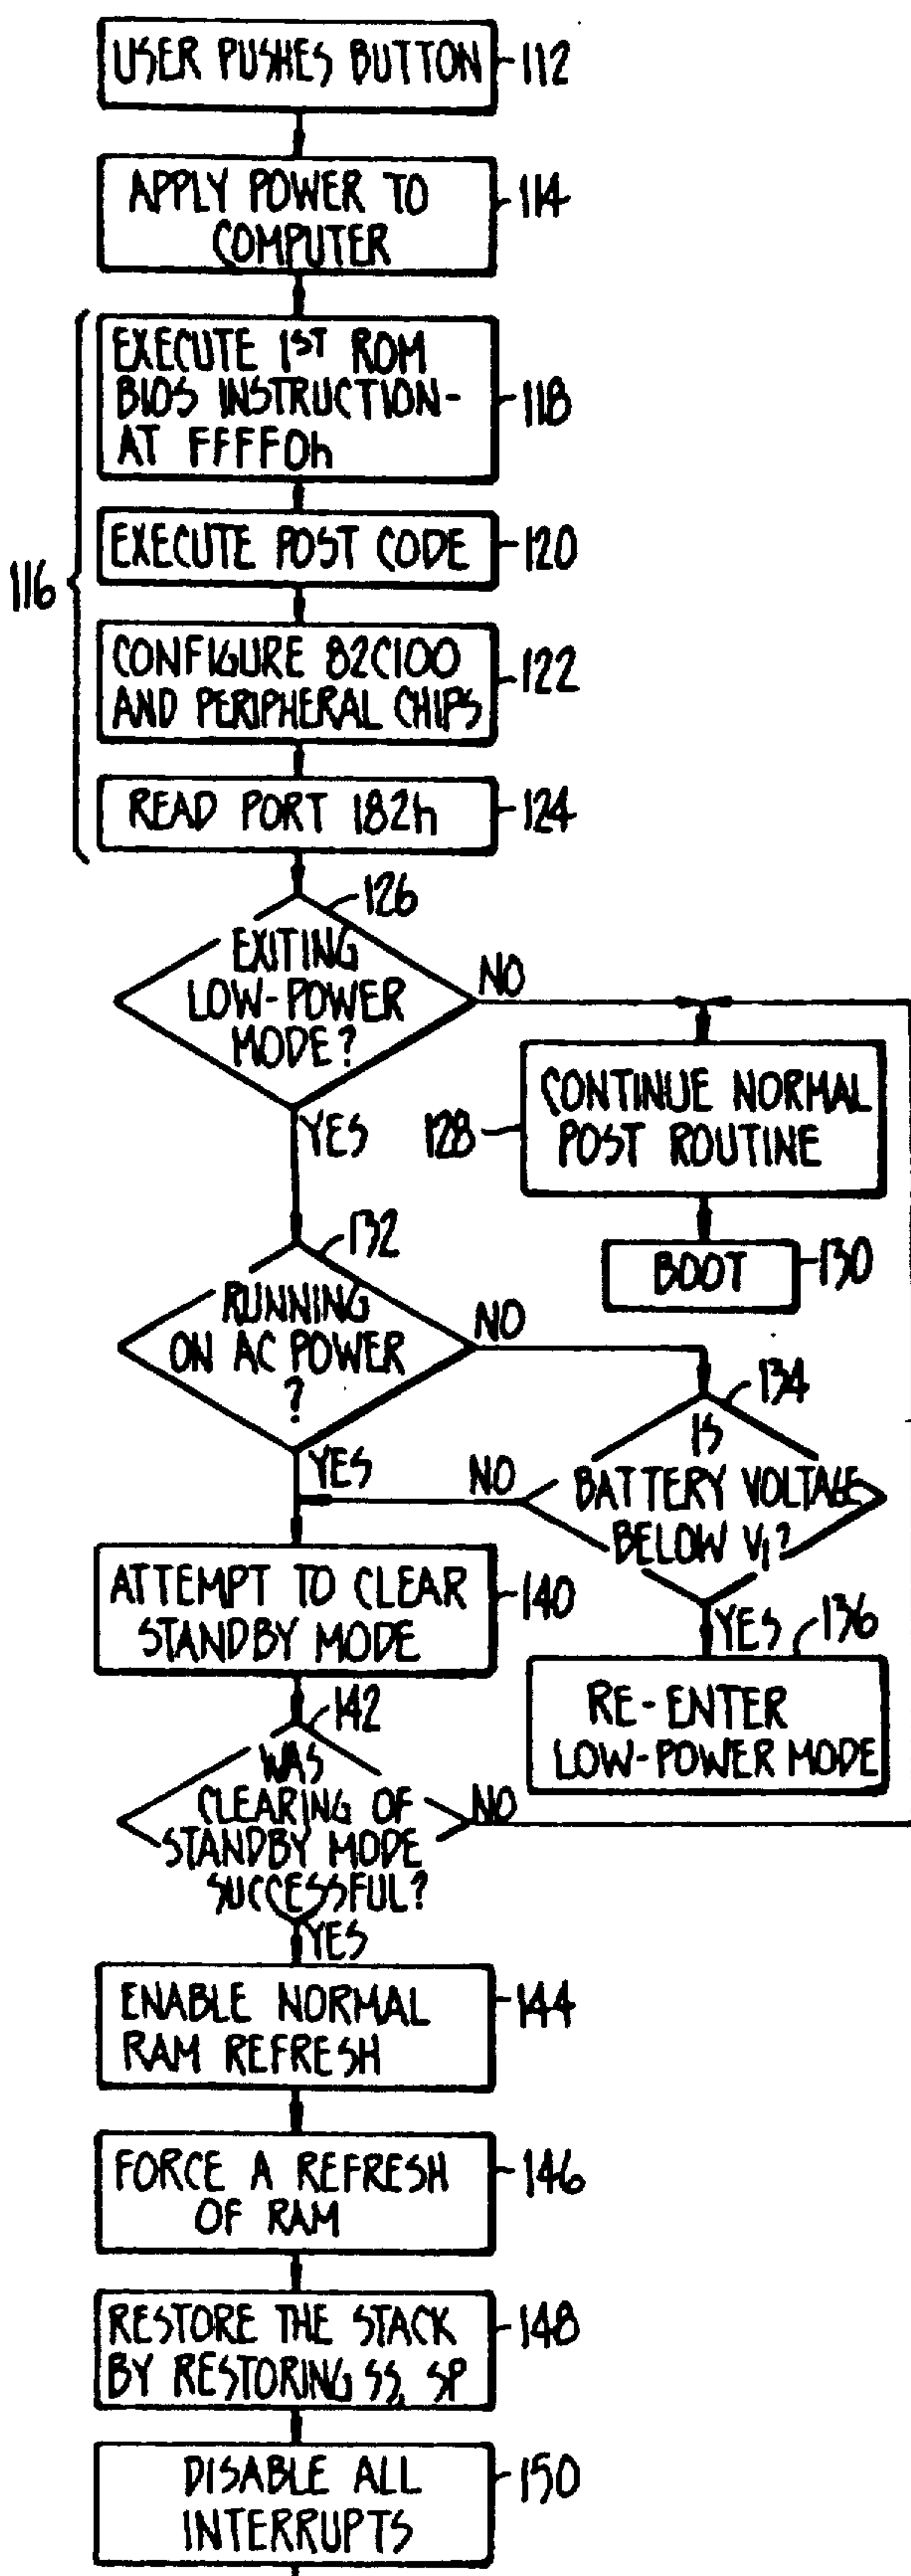 USER PUSHES BUTTON
112
APPLY POWER TO
COMPUTER
114
116
EXECUTE 1ST ROM
BIOS INSTRUCTION-
AT FFFF0h
118
EXECUTE POST CODE
120
CONFIGURE 82C100
AND PERIPHERAL CHIPS
122
READ PORT 182h
124
126
EXITING
LOW-POWER
MODE?
NO
YES
CONTINUE NORMAL
POST ROUTINE
128
BOOT
130
132
RUNNING
ON AC POWER
?
NO
YES
134
IS
BATTERY VOLTAGE
BELOW V1?
NO
YES
136
RE-ENTER
LOW-POWER MODE
ATTEMPT TO CLEAR
STANDBY MODE
140
142
WAS
CLEARING OF
STANDBY MODE
SUCCESSFUL?
NO
YES
ENABLE NORMAL
RAM REFRESH
144
FORCE A REFRESH
OF RAM
146
RESTORE THE STACK
BY RESTORING SS, SP
148
DISABLE ALL
INTERRUPTS
150